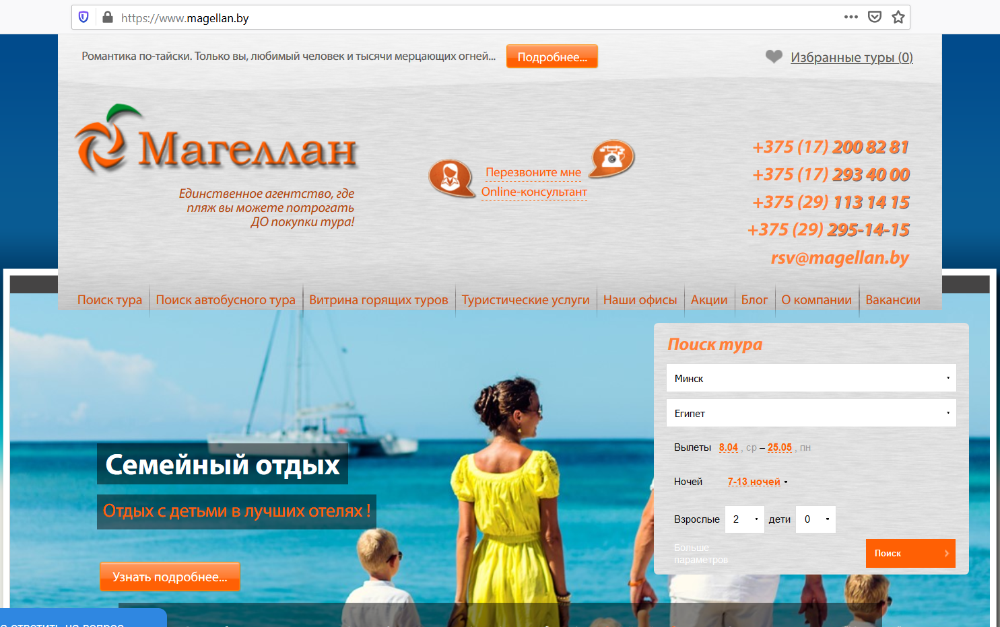 https://www.magellan.by
Романтика по-тайски. Только вы, любимый человек и тысячи мерцающих огней...
Подробнее...
Избранные туры (0)
Магеллан
Единственное агентство, где
пляж вы можете потрогать
ДО покупки тура!
Перезвоните мне
Online-консультант
+375 (17) 200 82 81
+375 (17) 293 40 00
+375 (29) 113 14 15
+375 (29) 295-14-15
rsv@magellan.by
Поиск тура
Поиск автобусного тура
Витрина горящих туров
Туристические услуги
Наши офисы
Акции
Блог
О компании
Вакансии
Поиск тура
Минск
Египет
Вылеты 8.04 , ср – 25.05 , пн
Ночей 7-13 ночей
Взрослые 2 дети 0
Больше
параметров
Поиск
Семейный отдых
Отдых с детьми в лучших отелях !
Узнать подробнее...